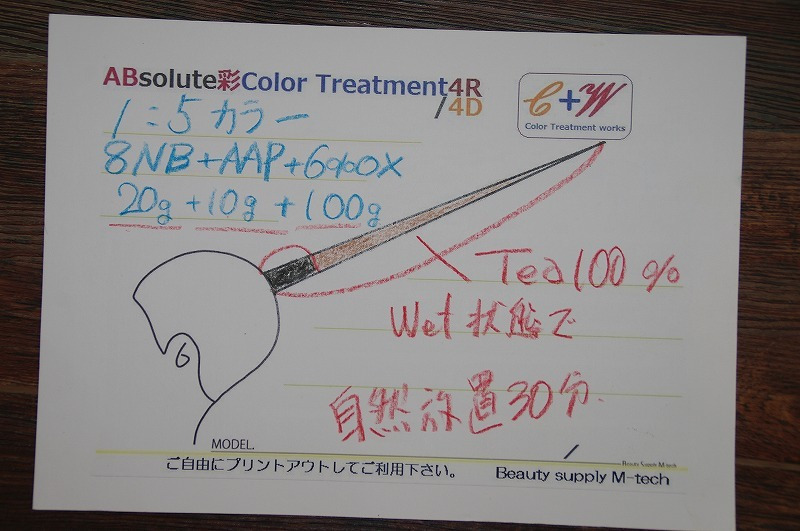 ABsolute彩Color Treatment4R
/4D
C+W
Color Treatment works
1:5カラー
8NB+AAP+6%OX
20g+10g+100g
Tea100%
Wet状態で
自然放置30分.
MODEL.
Beauty Supply M-tech
ご自由にプリントアウトしてご利用下さい。 Beauty supply M-tech